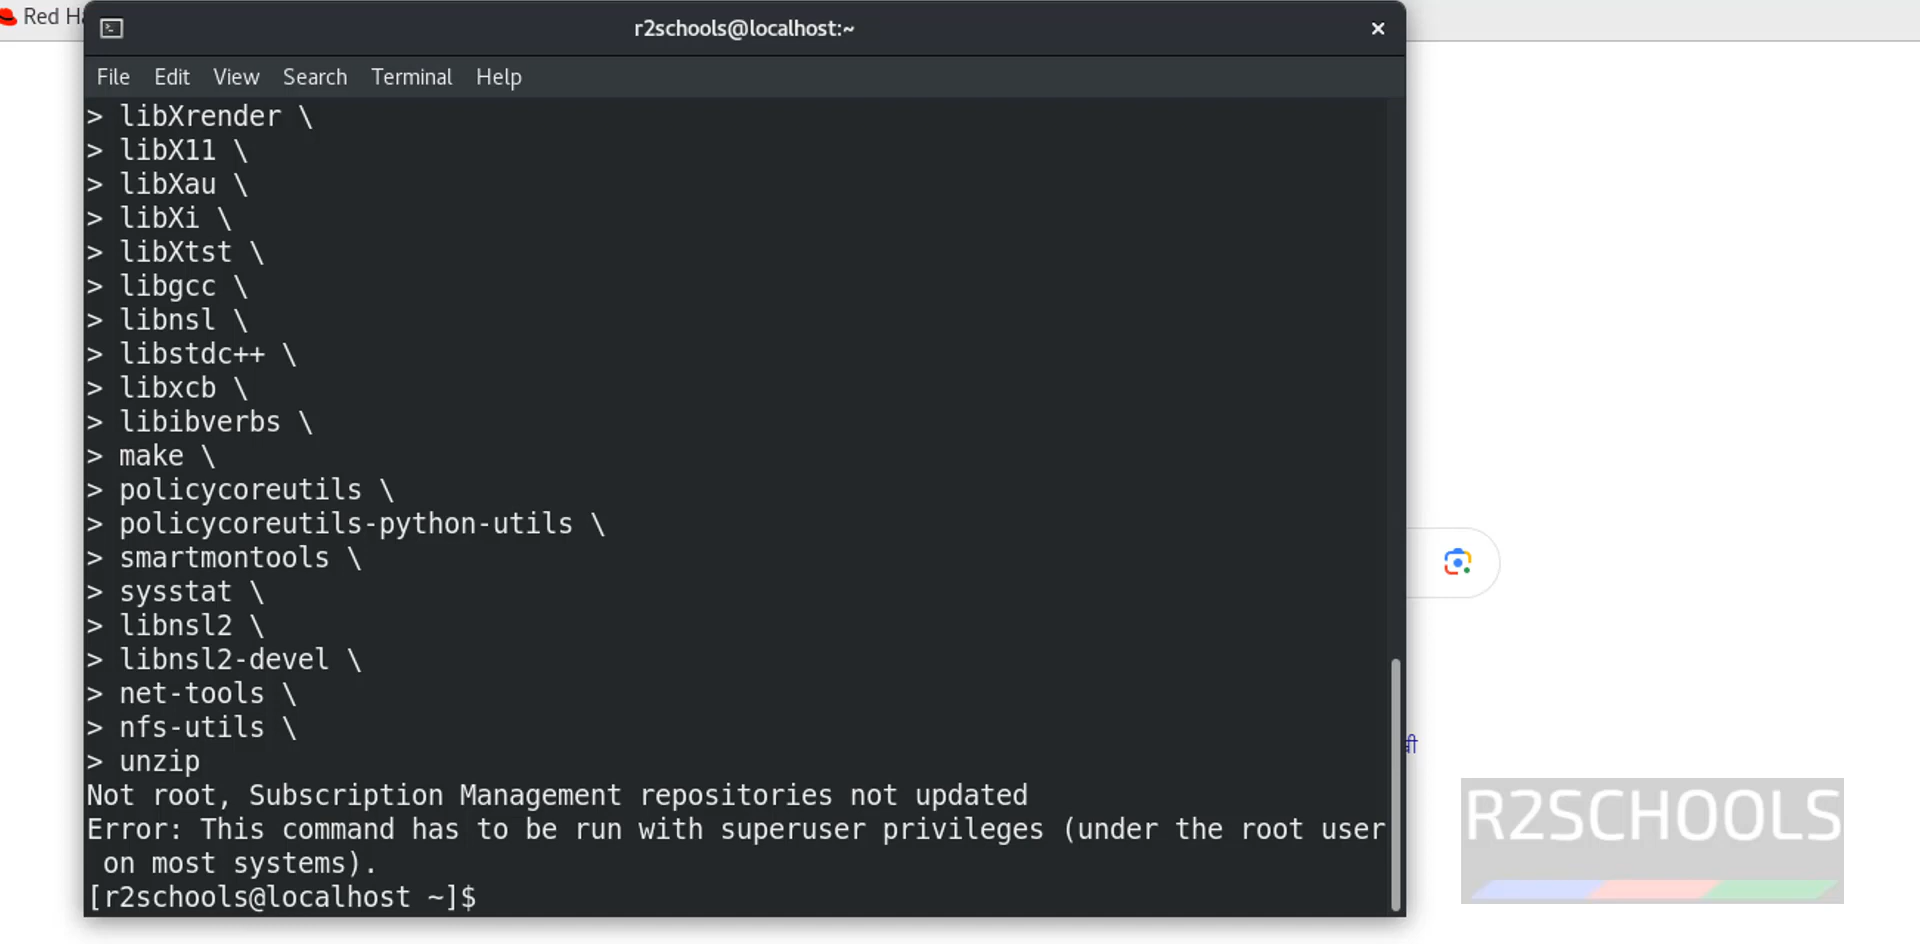 Red Ha
r2schools@localhost:~
File Edit View Search Terminal Help
> libXrender \
> libX11 \
> libXau \
> libXi \
> libXtst \
> libgcc \
> libnsl \
> libstdc++ \
> libxcb \
> libibverbs \
> make \
> policycoreutils \
> policycoreutils-python-utils \
> smartmontools \
> sysstat \
> libnsl2 \
> libnsl2-devel \
> net-tools \
> nfs-utils \
> unzip
Not root, Subscription Management repositories not updated
Error: This command has to be run with superuser privileges (under the root user
 on most systems).
[r2schools@localhost ~]$
R2SCHOOLS